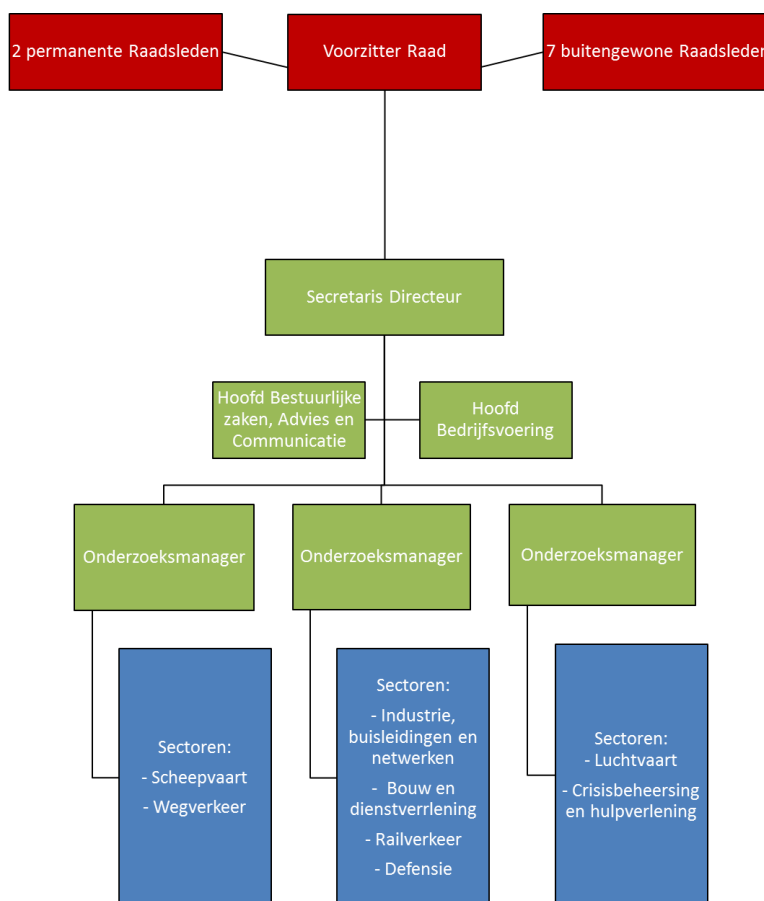 2 permanente Raadsleden
Voorzitter Raad
7 buitengewone Raadsleden
Secretaris Directeur
Hoofd Bestuurlijke
zaken, Advies en
Communicatie
Hoofd
Bedrijfsvoering
Onderzoeksmanager
Onderzoeksmanager
Onderzoeksmanager
Sectoren:
- Scheepvaart
- Wegverkeer
Sectoren:
- Industrie,
buisleidingen en
netwerken
- Bouw en
dienstverrlening
- Railverkeer
- Defensie
Sectoren:
- Luchtvaart
- Crisisbeheersing
en hulpverlening